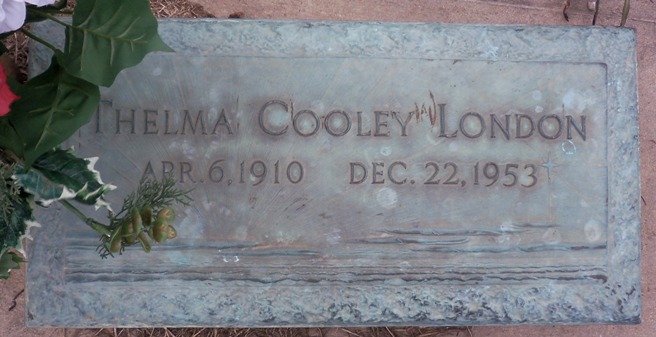 THELMA COOLEY LONDON
APR. 6, 1910 DEC. 22, 1953